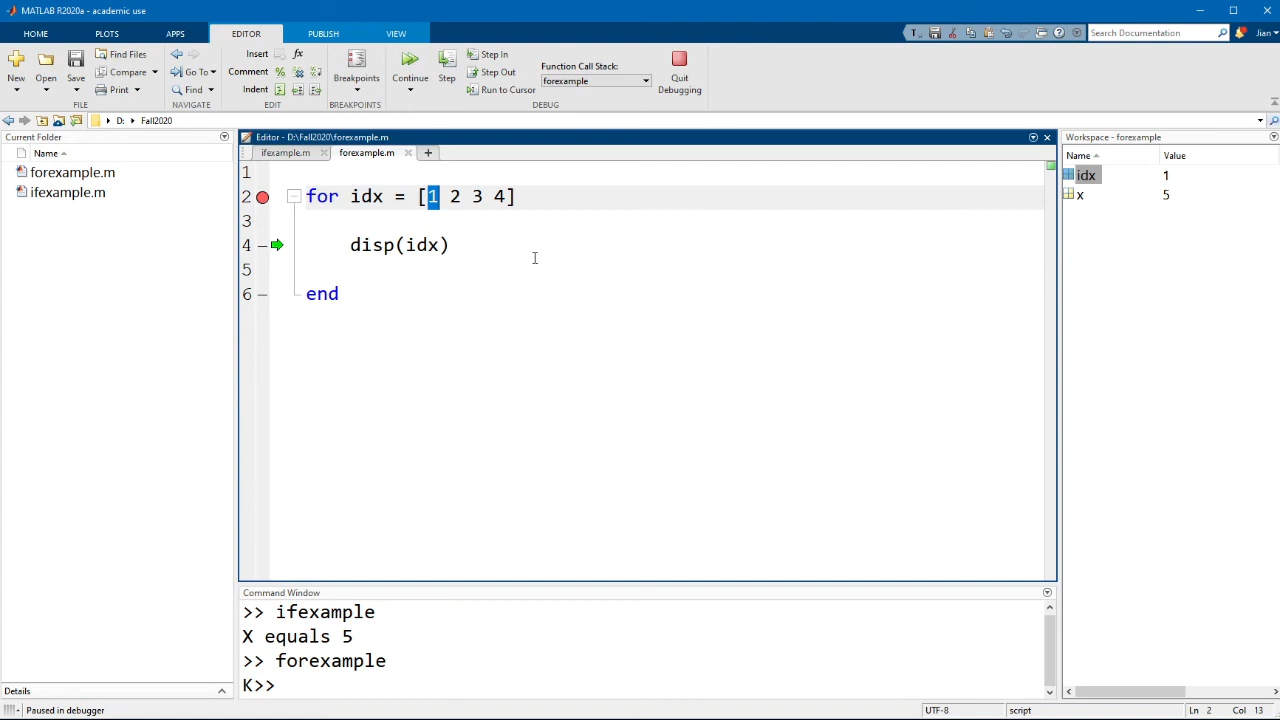 MATLAB R2020a - academic use
HOME PLOTS APPS EDITOR PUBLISH VIEW
Search Documentation
Jian
New
Open
Save
Find Files
Compare
Print
FILE
Go To
Find
NAVIGATE
Insert
Comment
Indent
EDIT
Breakpoints
BREAKPOINTS
Continue
Step
Step In
Step Out
Run to Cursor
Function Call Stack:
forexample
DEBUG
Quit
Debugging
D: Fall2020
Current Folder
Name
forexample.m
ifexample.m
Details
Editor - D:\Fall2020\forexample.m
ifexample.m forexample.m
1
2 for idx = [1 2 3 4]
3
4 disp(idx)
5
6 end
Command Window
>> ifexample
X equals 5
>> forexample
K>>
Workspace - forexample
Name Value
idx 1
x 5
Paused in debugger
UTF-8 script Ln 2 Col 13